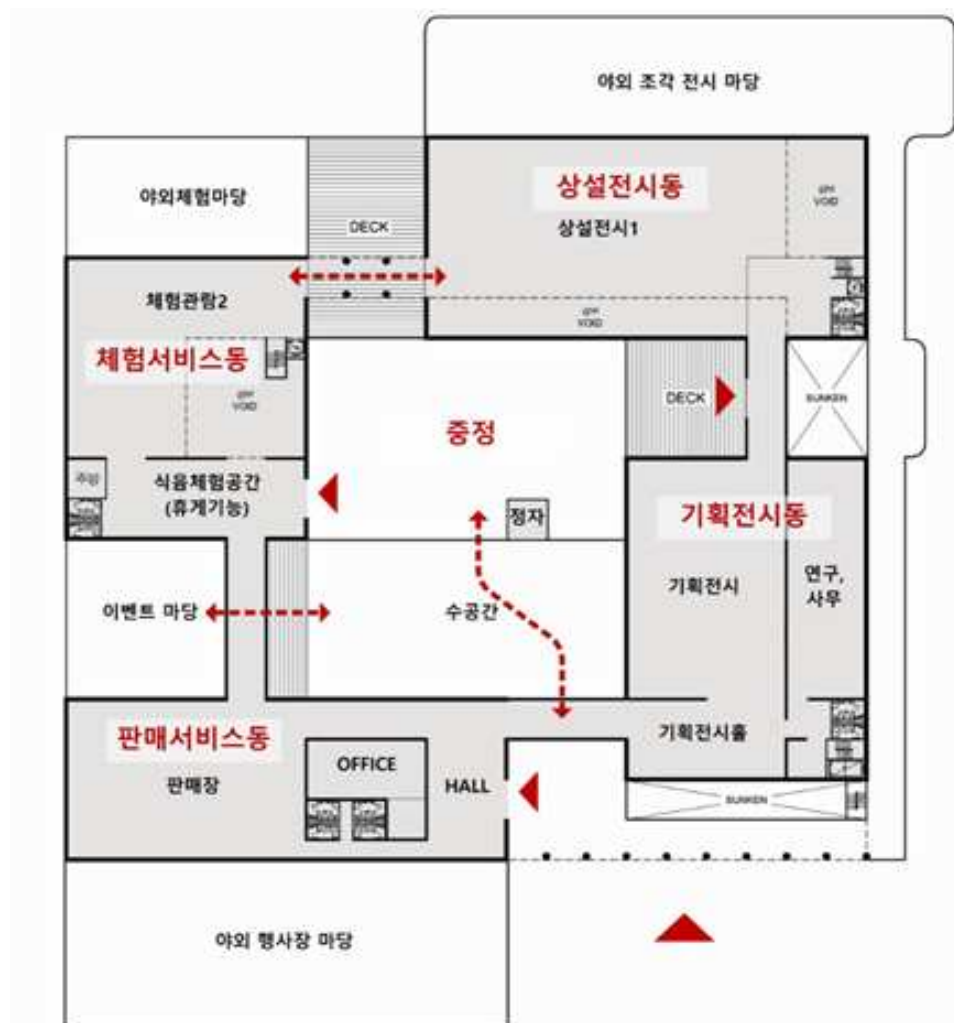 야외 조각 전시 마당
상설전시동
상설전시1
VOID
야외체험마당
DECK
체험관람2
VOID
체험서비스동
VOID
DECK
SUNKEN
중정
주방
식음체험공간
(휴게기능)
정자
기획전시동
이벤트 마당
수공간
기획전시
연구,
사무
판매서비스동
판매장
OFFICE
HALL
기획전시홀
SUNKEN
야외 행사장 마당